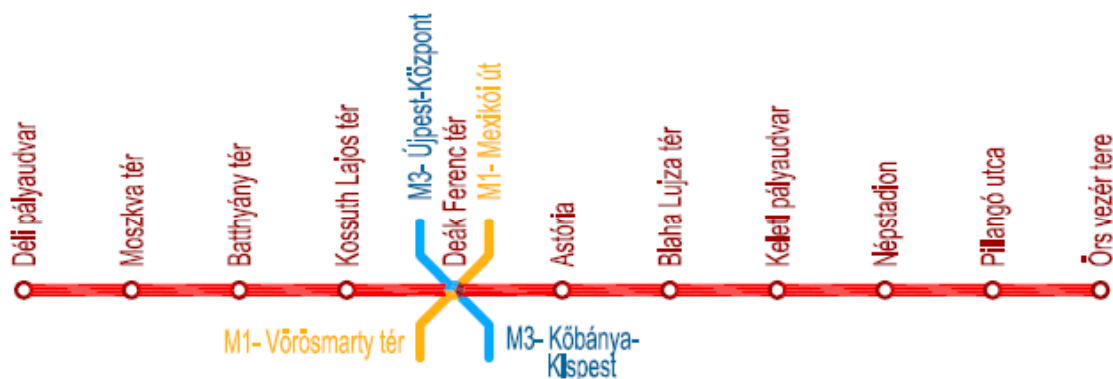 Déli pályaudvar
Moszkva tér
Batthyány tér
Kossuth Lajos tér
M3- Újpest-Központ
Deák Ferenc tér
M1- Mexikói út
Astória
Blaha Lujza tér
Keleti pályaudvar
Népstadion
Pillangó utca
Örs vezér tere
M1- Vörösmarty tér
M3- Kőbánya-
Kispest